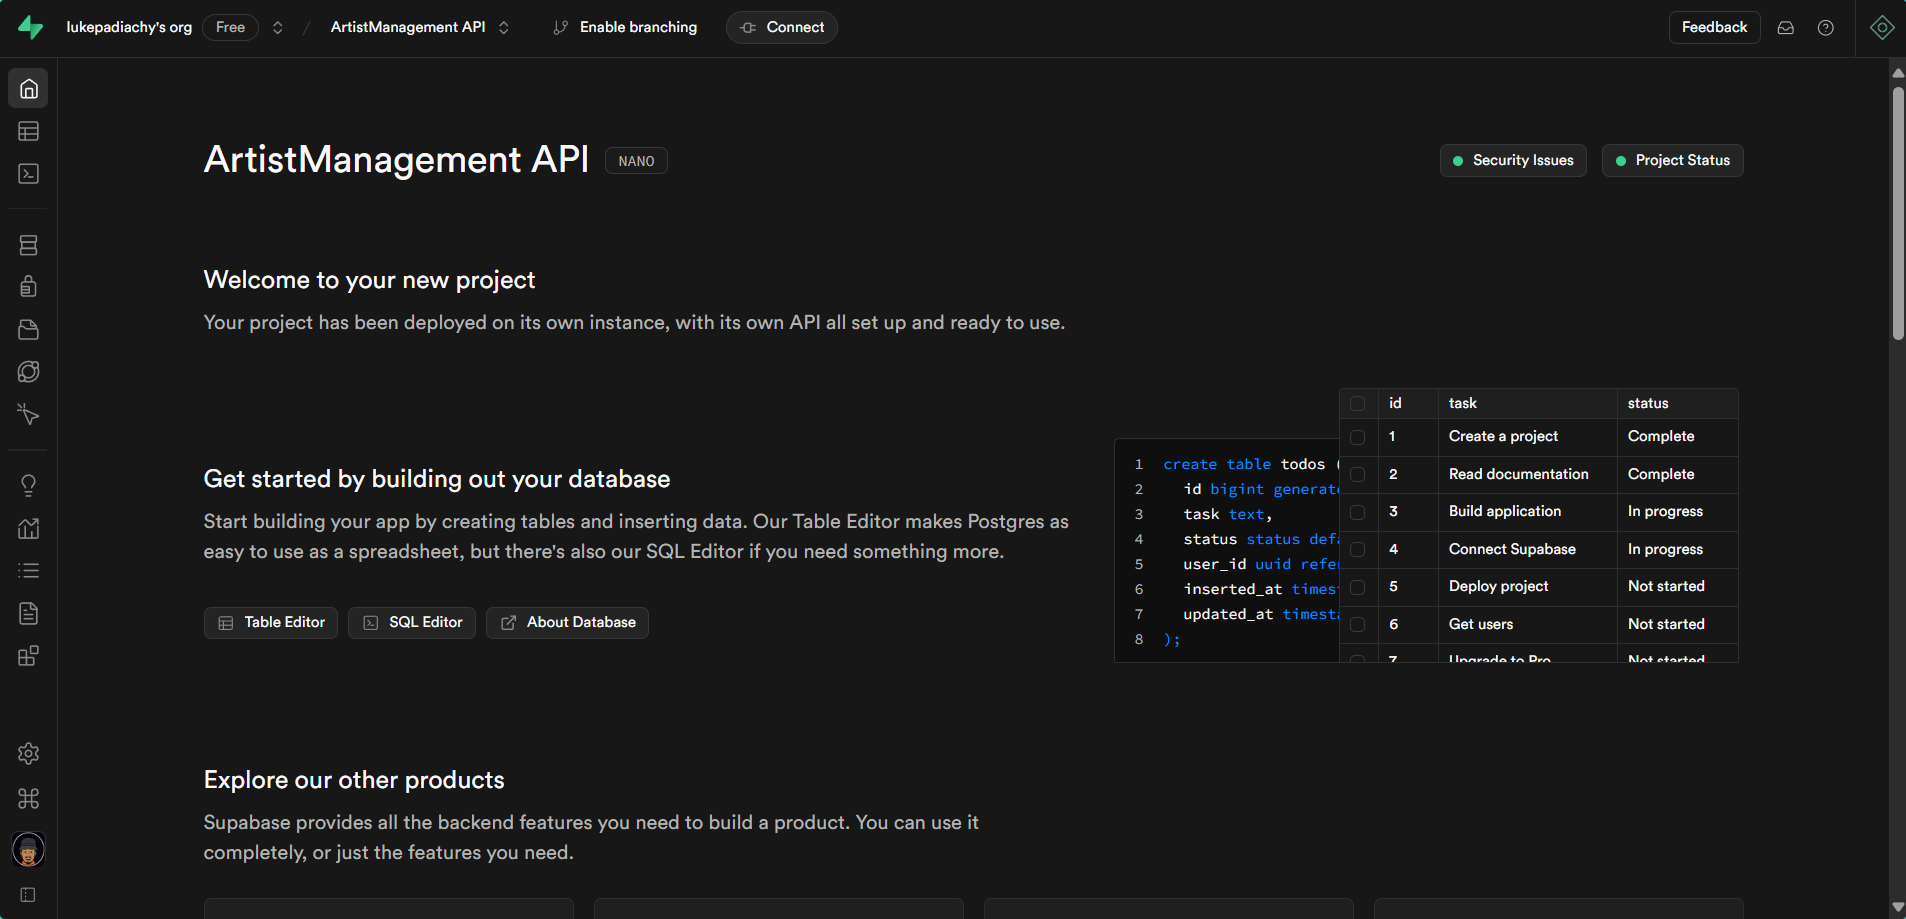 lukepadiachy's org Free / ArtistManagement API Enable branching Connect Feedback
ArtistManagement API NANO
Security Issues Project Status
Welcome to your new project
Your project has been deployed on its own instance, with its own API all set up and ready to use.
Get started by building out your database
Start building your app by creating tables and inserting data. Our Table Editor makes Postgres as
easy to use as a spreadsheet, but there's also our SQL Editor if you need something more.
Table Editor SQL Editor About Database
1 create table todos (
2 id bigint generate
3 task text,
4 status status defa
5 user_id uuid refer
6 inserted_at times
7 updated_at timesta
8 );
id task status
1 Create a project Complete
2 Read documentation Complete
3 Build application In progress
4 Connect Supabase In progress
5 Deploy project Not started
6 Get users Not started
7 Upgrade to Pro Not started
Explore our other products
Supabase provides all the backend features you need to build a product. You can use it
completely, or just the features you need.